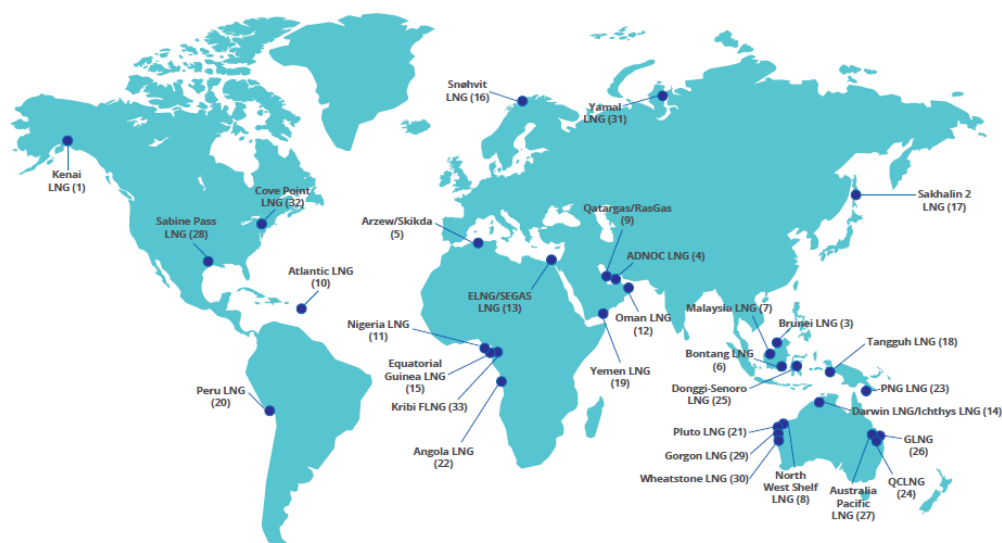 Snøhvit
LNG (16)
Yamal
LNG (31)
Kenai
LNG (1)
Cove Point
LNG (32)
Sakhalin 2
LNG (17)
Sabine Pass
LNG (28)
Arzew/Skikda
(5)
Qatargas/RasGas
(9)
ADNOC LNG (4)
Atlantic LNG
(10)
ELNG/SEGAS
LNG (13)
Oman LNG
(12)
Malaysia LNG (7)
Brunei LNG (3)
Nigeria LNG
(11)
Tangguh LNG (18)
Equatorial
Guinea LNG
(15)
Bontang LNG
(6)
Yemen LNG
(19)
Peru LNG
(20)
Kribi FLNG (33)
Donggi-Senoro
LNG (25)
PNG LNG (23)
Darwin LNG/Ichthys LNG (14)
Angola LNG
(22)
Pluto LNG (21)
GLNG
(26)
Gorgon LNG (29)
Wheatstone LNG (30)
North
West Shelf
LNG (8)
Australia
Pacific
LNG (27)
QCLNG
(24)